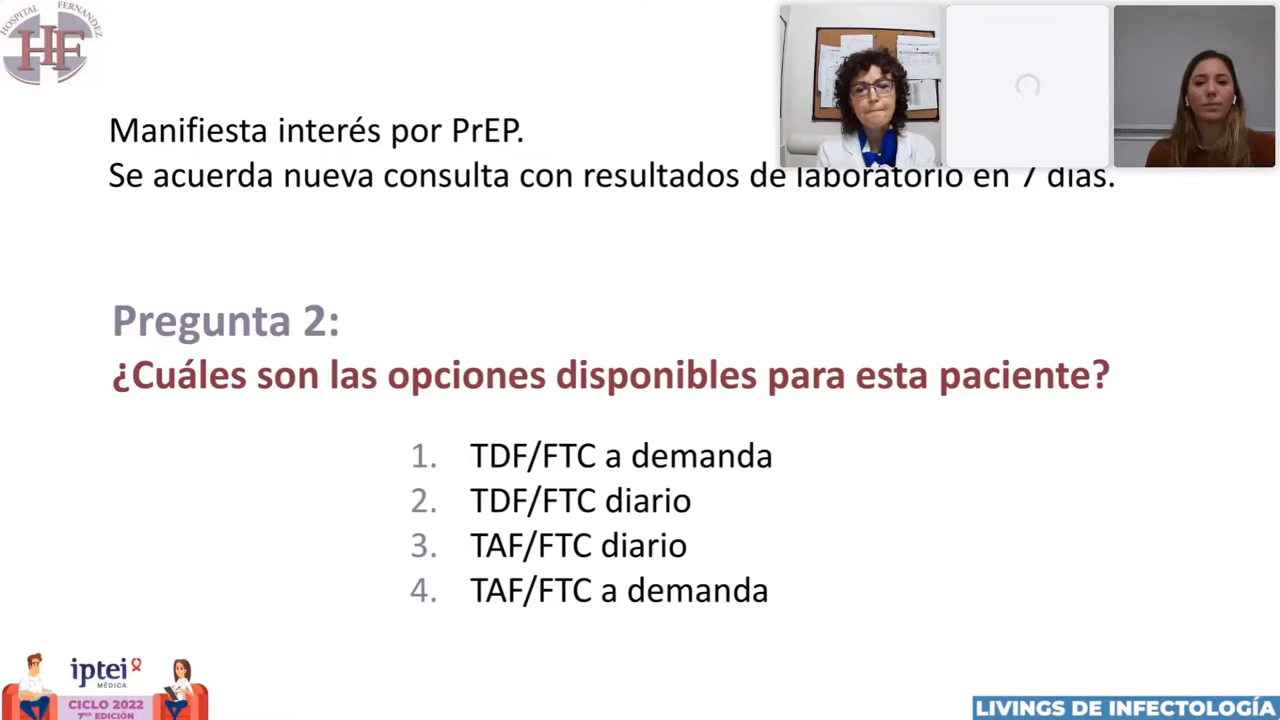 HOSPITAL FERNANDEZ
HF
Manifiesta interés por PrEP.
Se acuerda nueva consulta con resultados de laboratorio en 7 días.
Pregunta 2:
¿Cuáles son las opciones disponibles para esta paciente?
1. TDF/FTC a demanda
2. TDF/FTC diario
3. TAF/FTC diario
4. TAF/FTC a demanda
iptei
MÉDICA
CICLO 2022
7MA EDICIÓN
LIVINGS DE INFECTOLOGÍA